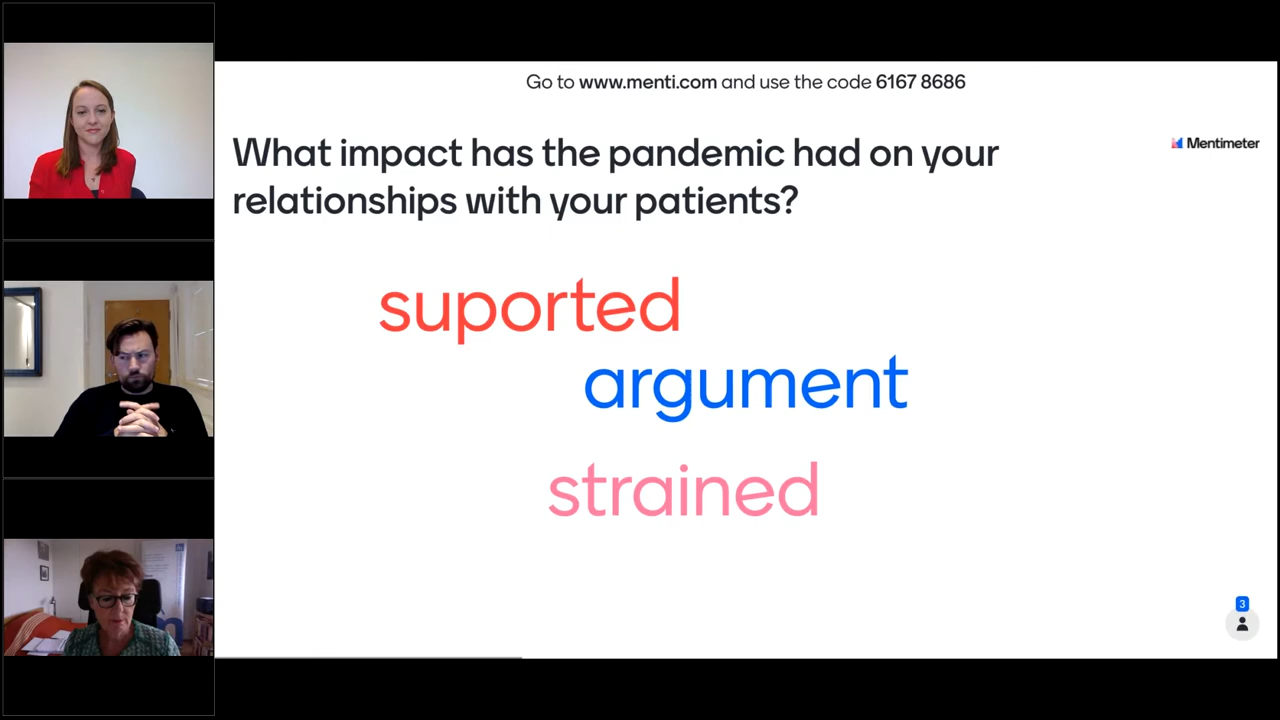 Go to www.menti.com and use the code 6167 8686
Mentimeter
What impact has the pandemic had on your
relationships with your patients?
suported
argument
strained
3